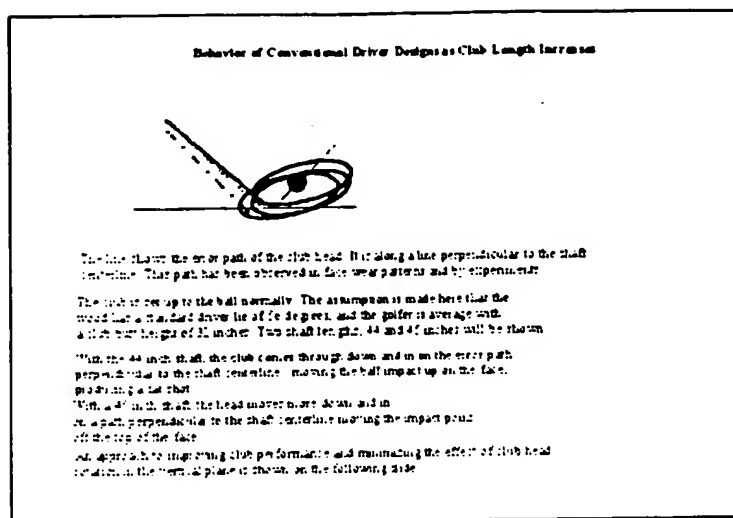 Behavior of Conventional Driver Designs as Club Length Increases
The line shows the error path of the club head. It is along a line perpendicular to the shaft
centerline. That path has been observed in face wear patterns and by experiments
The club is set up to the ball normally. The assumption is made here that the
wood has a standard driver lie of degrees, and the golfer is average with
a club butt height of inches. Two shaft lengths, 44 and inches will be shown
With the 44 inch shaft, the club comes through down and in on the error path
perpendicular to the shaft centerline moving the ball impact up on the face,
producing a shot
With a inch shaft, the head moves more down and in
on a path perpendicular to the shaft centerline moving the impact point
off the top of the face
An approach to improving club performance and minimizing the effect of club head
rotation in the vertical plane is shown on the following slide